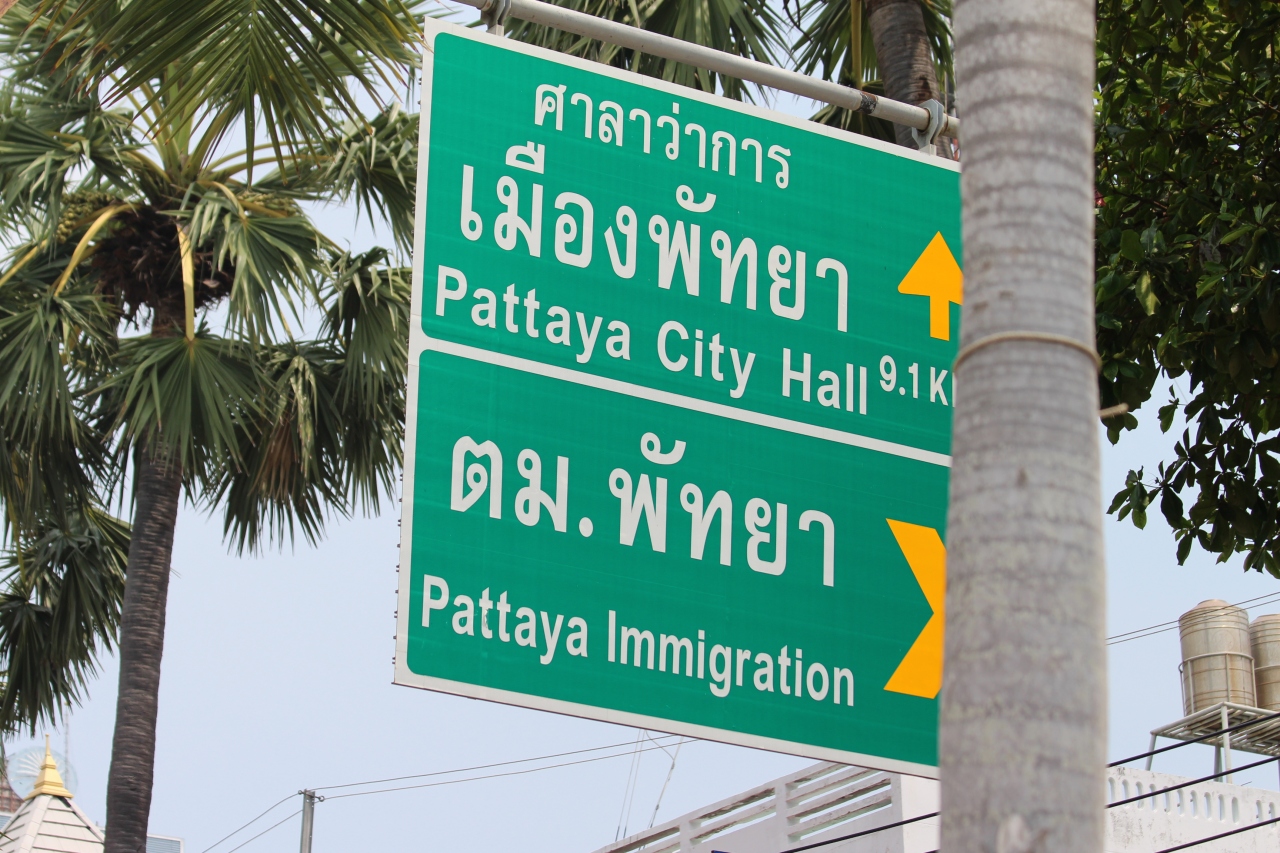 ศาลาว่าการ
เมืองพัทยา
Pattaya City Hall 9.1 K
ตม.พัทยา
Pattaya Immigration